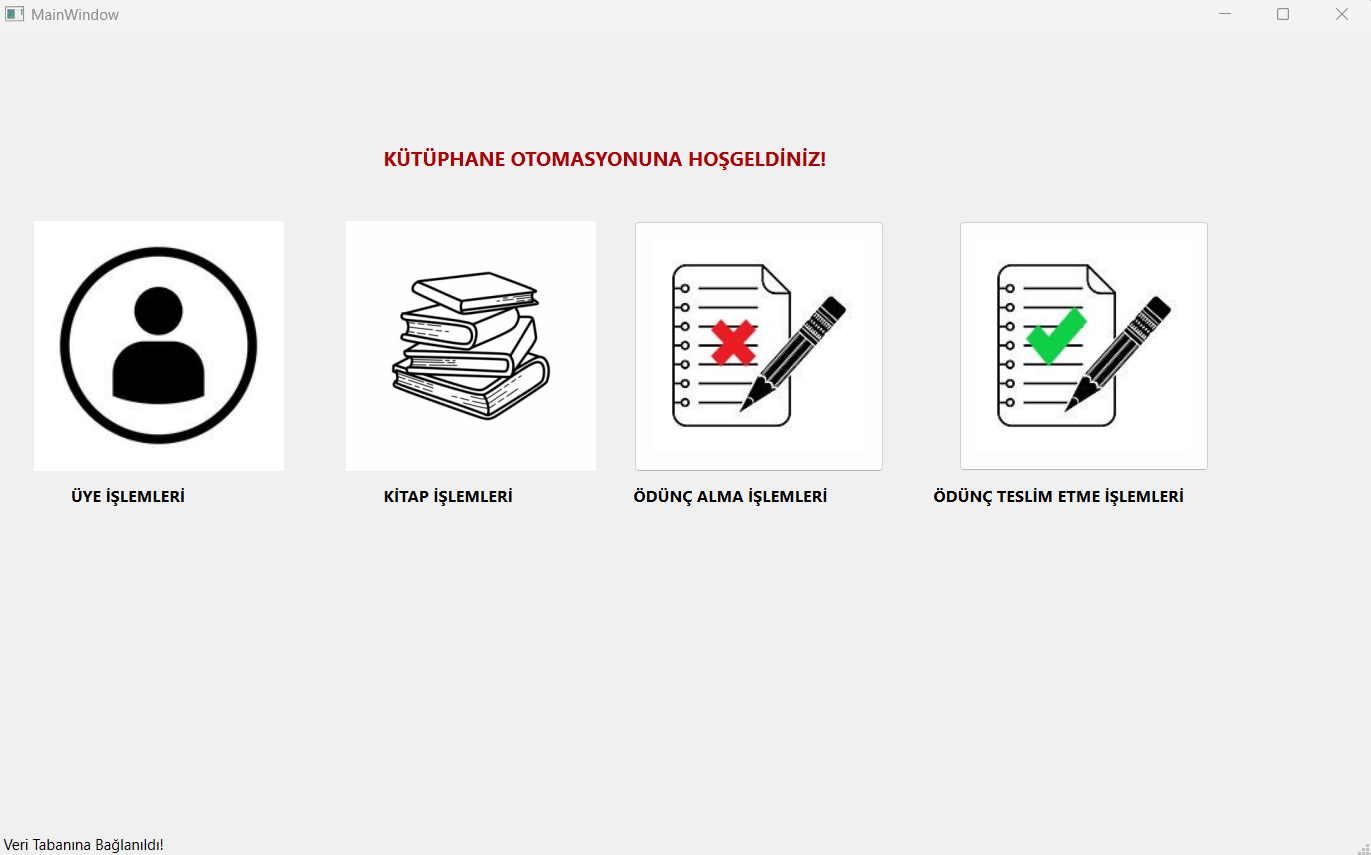 MainWindow
KÜTÜPHANE OTOMASYONUNA HOŞGELDİNİZ!
ÜYE İŞLEMLERİ
KİTAP İŞLEMLERİ
ÖDÜNÇ ALMA İŞLEMLERİ
ÖDÜNÇ TESLİM ETME İŞLEMLERİ
Veri Tabanına Bağlanıldı!